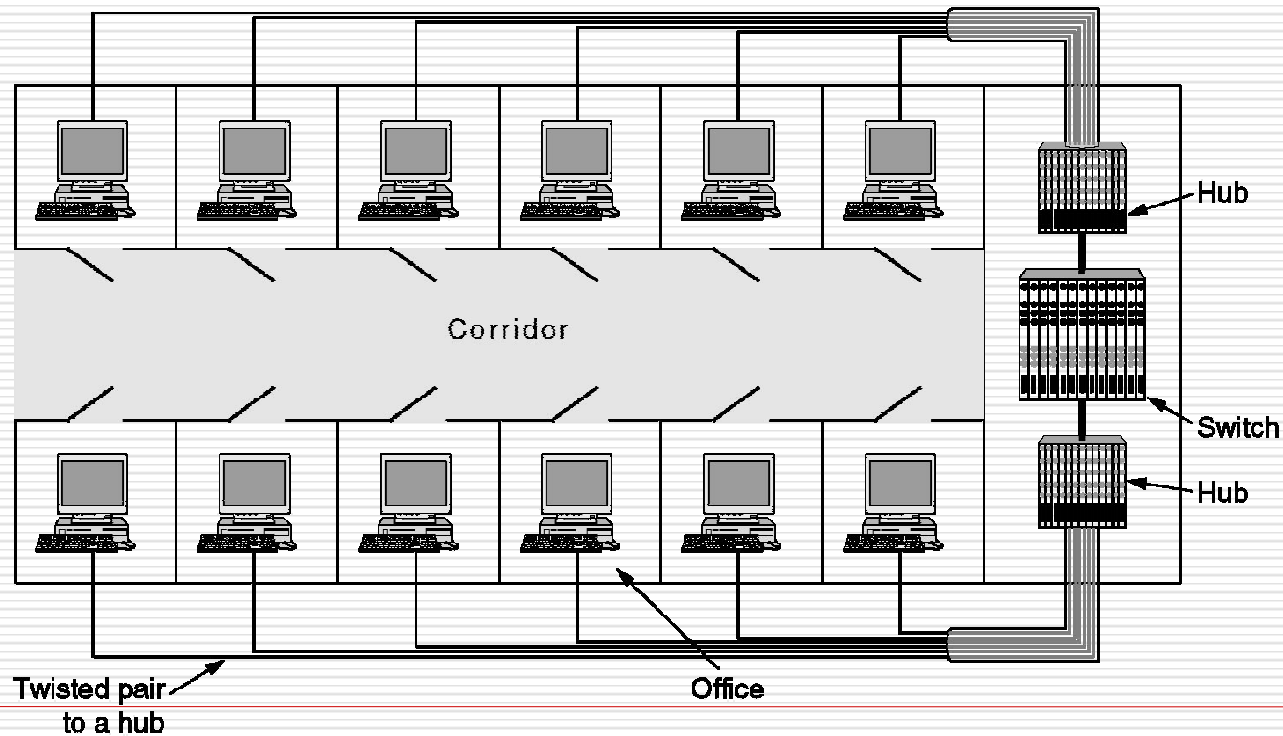 Hub
Corridor
Switch
Hub
Twisted pair
to a hub
Office